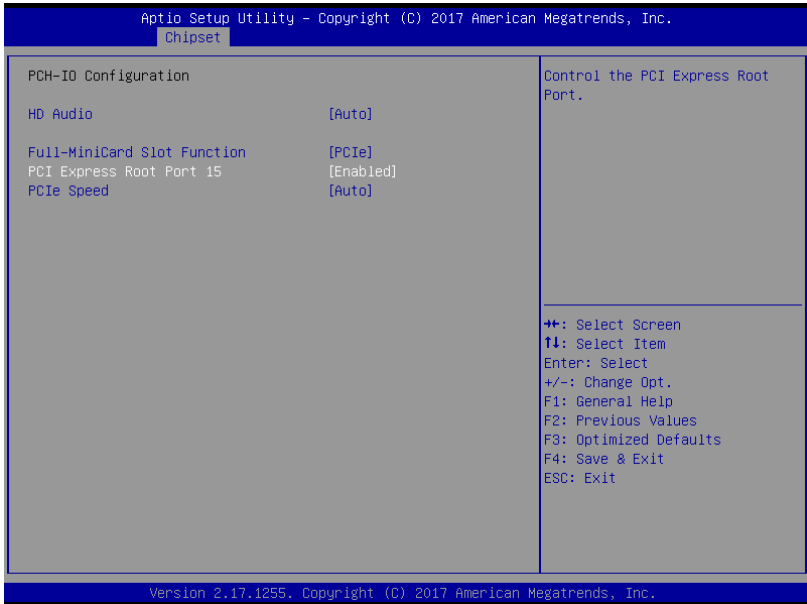 Aptio Setup Utility – Copyright (C) 2017 American Megatrends, Inc.
Chipset
PCH-IO Configuration
HD Audio [Auto]
Full-MiniCard Slot Function [PCIe]
PCI Express Root Port 15 [Enabled]
PCIe Speed [Auto]
Control the PCI Express Root
Port.
→←: Select Screen
↑↓: Select Item
Enter: Select
+/-: Change Opt.
F1: General Help
F2: Previous Values
F3: Optimized Defaults
F4: Save & Exit
ESC: Exit
Version 2.17.1255. Copyright (C) 2017 American Megatrends, Inc.